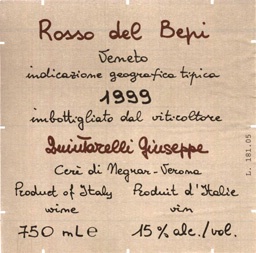 Rosso del Bepi
Veneto
indicazione geografica tipica
1999
imbottigliato dal viticoltore
Quintarelli Giuseppe
Cerè di Negrar - Verona
Product of Italy Produit d'Italie
wine vin
750 mL e 15% alc./vol.
L. 181.05